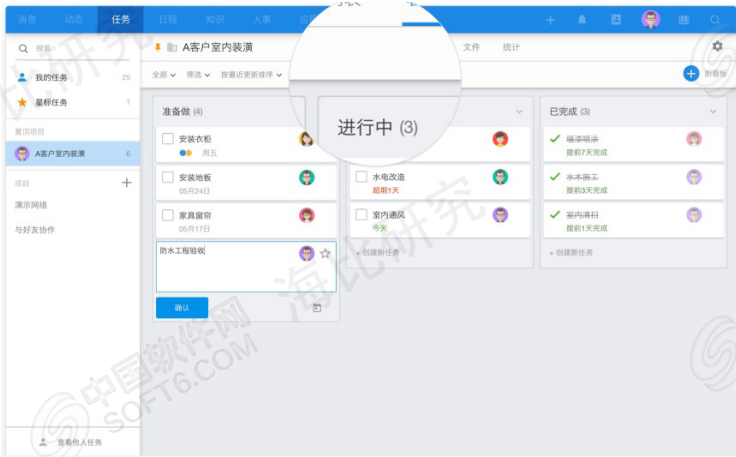 消息 动态 任务 日程 知识 人事
搜索
A客户室内装潢
文件 统计
我的任务 25
全部 筛选 按最近更新排序
新看板
星标任务 1
置顶项目
A客户室内装潢 6
项目
演示网络
与好友协作
查看他人任务
准备做 (4)
安装衣柜
周五
安装地板
05月24日
家具窗帘
05月17日
防水工程验收
确认
进行中 (3)
水电改造
超期1天
室内通风
今天
+ 创建新任务
已完成 (3)
墙漆喷涂
提前7天完成
水木施工
提前3天完成
室内清扫
提前1天完成
+ 创建新任务
海比研究
中国软件网
SOFT6.COM